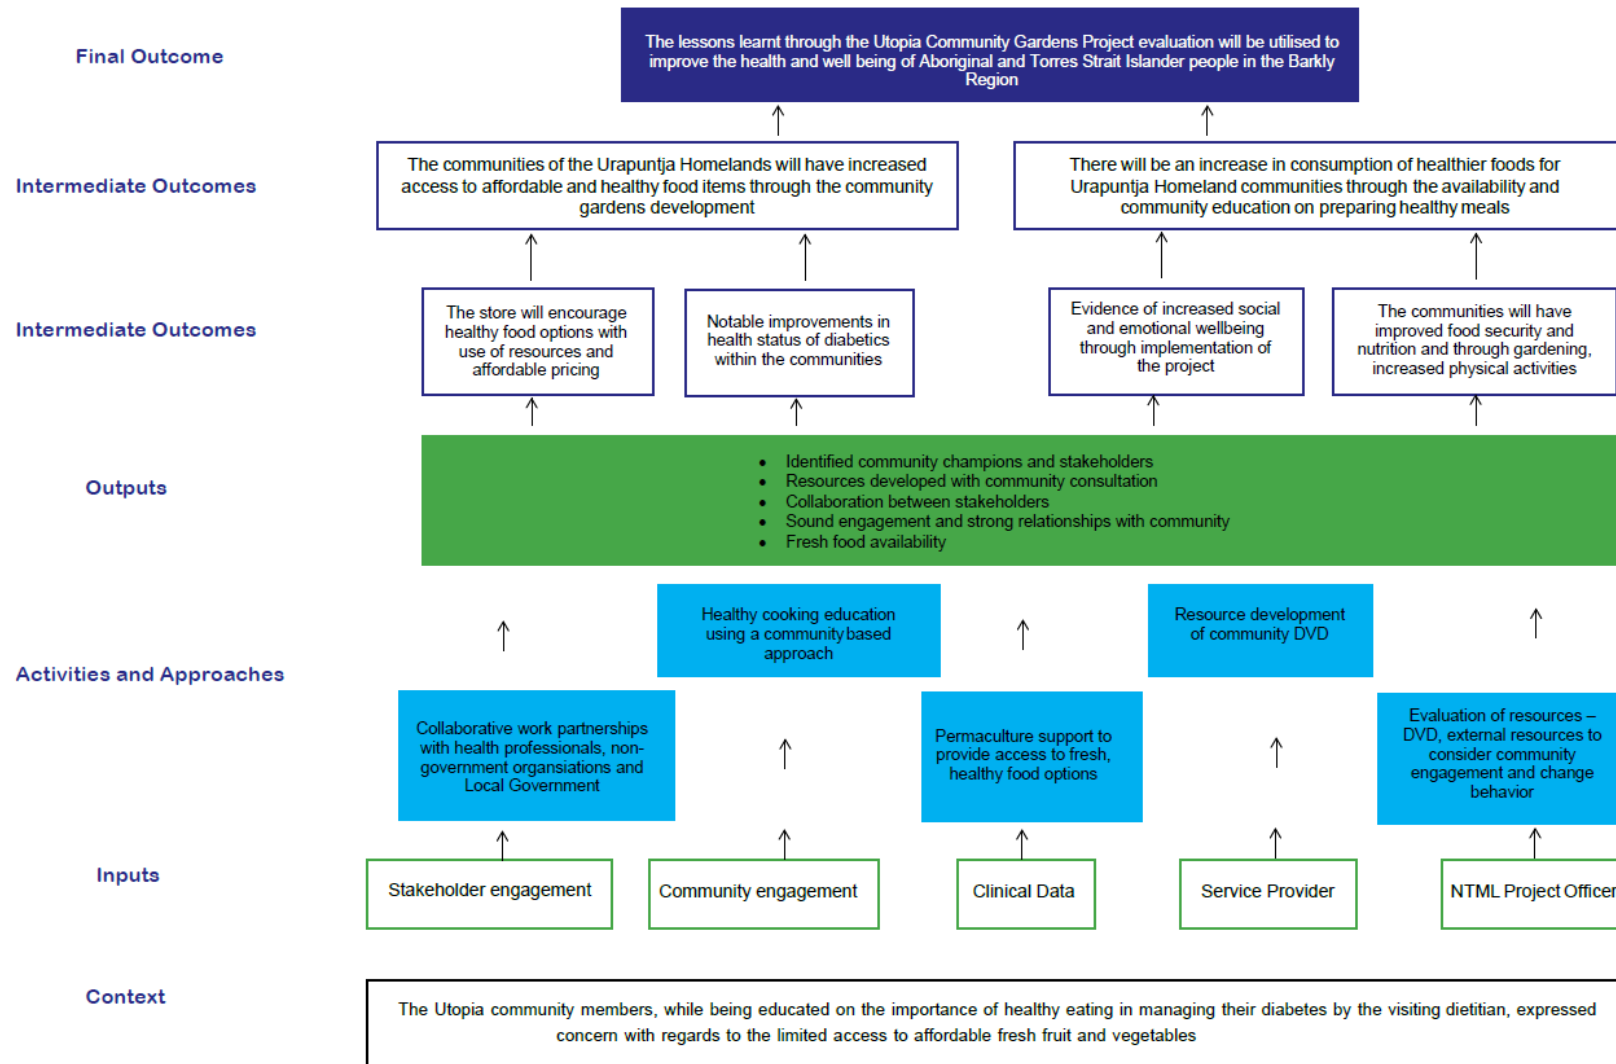 Final Outcome
The lessons learnt through the Utopia Community Gardens Project evaluation will be utilised to
improve the health and well being of Aboriginal and Torres Strait Islander people in the Barkly
Region
Intermediate Outcomes
The communities of the Urapuntja Homelands will have increased
access to affordable and healthy food items through the community
gardens development
There will be an increase in consumption of healthier foods for
Urapuntja Homeland communities through the availability and
community education on preparing healthy meals
Intermediate Outcomes
The store will encourage
healthy food options with
use of resources and
affordable pricing
Notable improvements in
health status of diabetics
within the communities
Evidence of increased social
and emotional wellbeing
through implementation of
the project
The communities will have
improved food security and
nutrition and through gardening,
increased physical activities
Outputs
• Identified community champions and stakeholders
• Resources developed with community consultation
• Collaboration between stakeholders
• Sound engagement and strong relationships with community
• Fresh food availability
Activities and Approaches
Healthy cooking education
using a community based
approach
Resource development
of community DVD
Collaborative work partnerships
with health professionals, non-
government organsiations and
Local Government
Permaculture support to
provide access to fresh,
healthy food options
Evaluation of resources –
DVD, external resources to
consider community
engagement and change
behavior
Inputs
Stakeholder engagement
Community engagement
Clinical Data
Service Provider
NTML Project Officer
Context
The Utopia community members, while being educated on the importance of healthy eating in managing their diabetes by the visiting dietitian, expressed
concern with regards to the limited access to affordable fresh fruit and vegetables